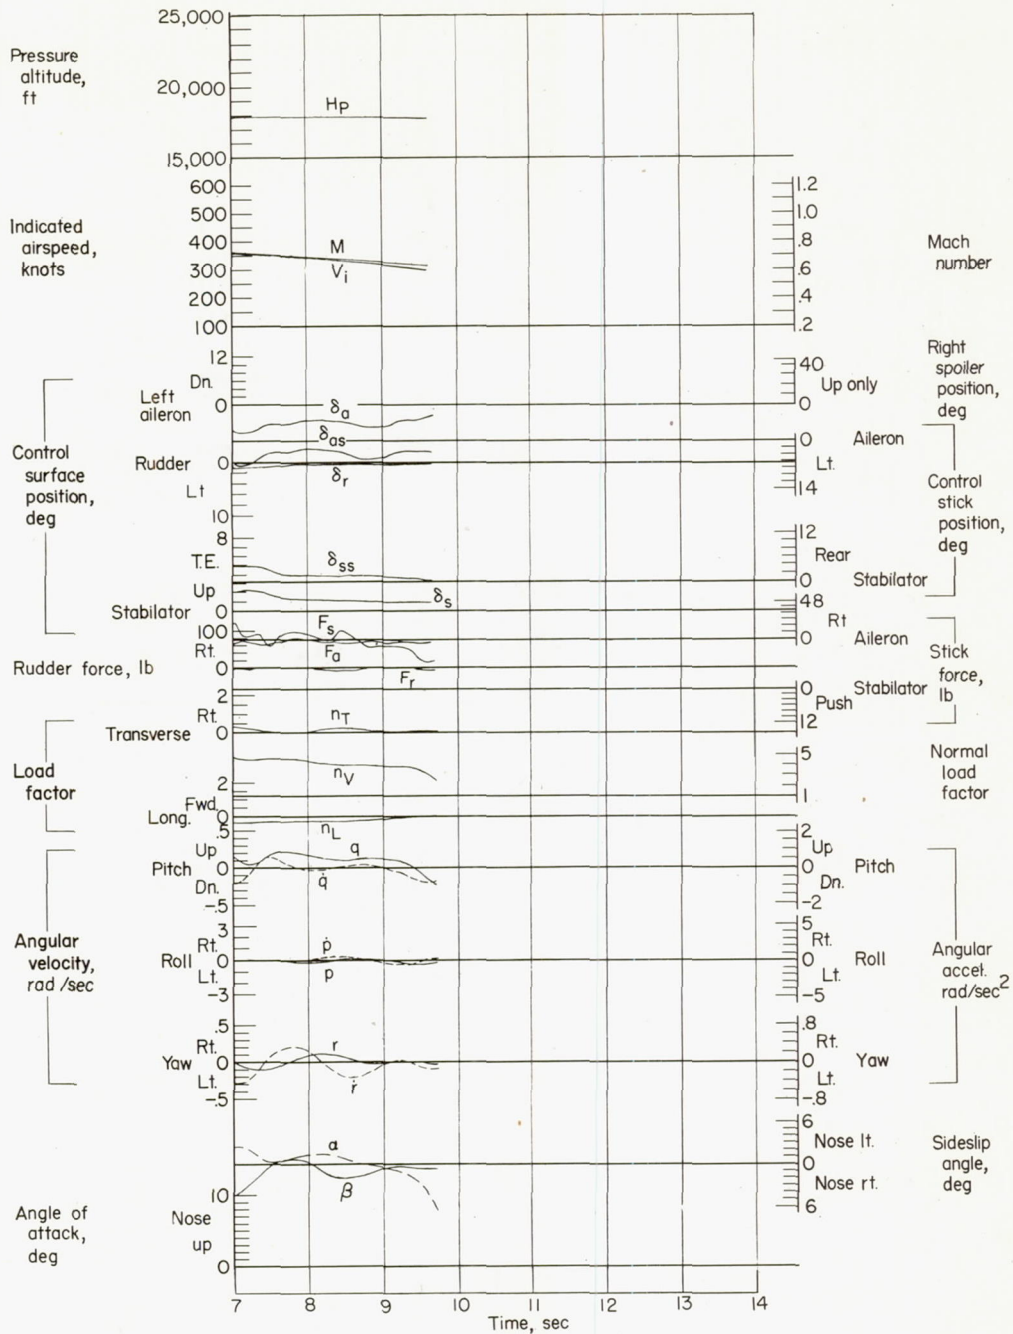 25,000
Pressure
altitude,
ft
20,000
Hp
15,000
600
500
400
300
200
100
Indicated
airspeed,
knots
M
Vi
1.2
1.0
.8
.6
.4
.2
Mach
number
12
Dn.
0
Left
aileron
δa
40
Up only
0
Right
spoiler
position,
deg
δas
0 Aileron
Rudder 0
δr
Lt.
14
Lt
10
Control
surface
position,
deg
Control
stick
position,
deg
8
T.E.
Up
Stabilator 0
δss
δs
12
Rear
0 Stabilator
48
Rt
0 Aileron
100
Rt.
Rudder force, lb 0
Fs
Fa
Fr
0 Stabilator
Push
12
Stick
force,
lb
2
Rt.
Transverse 0
nT
Load
factor
nV
5
1
Normal
load
factor
2
Fwd.
Long. 0
nL
.5
Up
Pitch 0
Dn.
-.5
q
q̇
2
Up
0 Pitch
Dn.
-2
3
Rt.
Roll 0
Lt.
-3
ṗ
p
5
Rt.
0 Roll
Lt.
-5
Angular
velocity,
rad/sec
Angular
accel.
rad/sec2
.5
Rt.
Yaw 0
Lt.
-.5
r
ṙ
.8
Rt.
0 Yaw
Lt.
-.8
α
β
6
Nose lt.
0
Nose rt.
6
Sideslip
angle,
deg
10
Nose
up
0
Angle of
attack,
deg
7 8 9 10 11 12 13 14
Time, sec